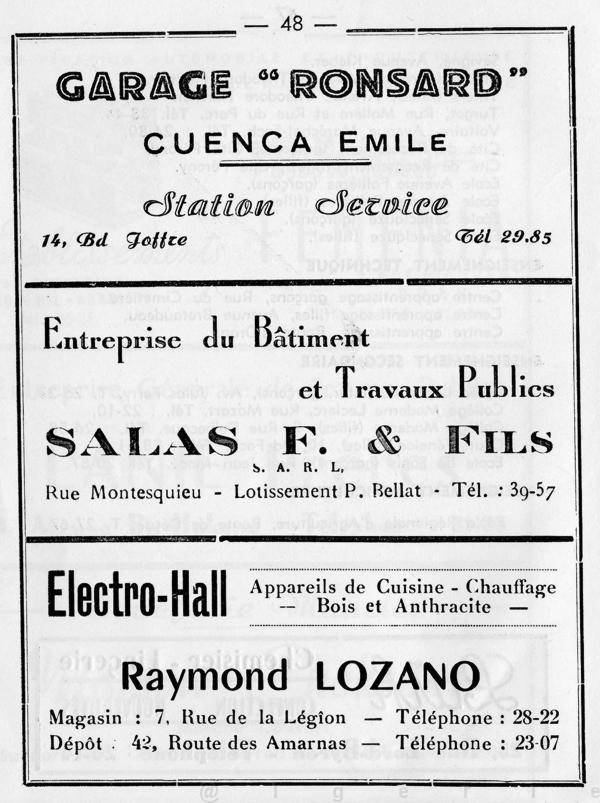 — 48 —
GARAGE "RONSARD"
CUENCA EMILE
Station Service
14, Bd Joffre Tél 29.85
Entreprise du Bâtiment
et Travaux Publics
SALAS F. & FILS
S. A. R. L.
Rue Montesquieu - Lotissement P. Bellat - Tél. : 39-57
Electro-Hall
Appareils de Cuisine - Chauffage
— Bois et Anthracite —
Raymond LOZANO
Magasin : 7, Rue de la Légion — Téléphone : 28-22
Dépôt : 42, Route des Amarnas — Téléphone : 23-07